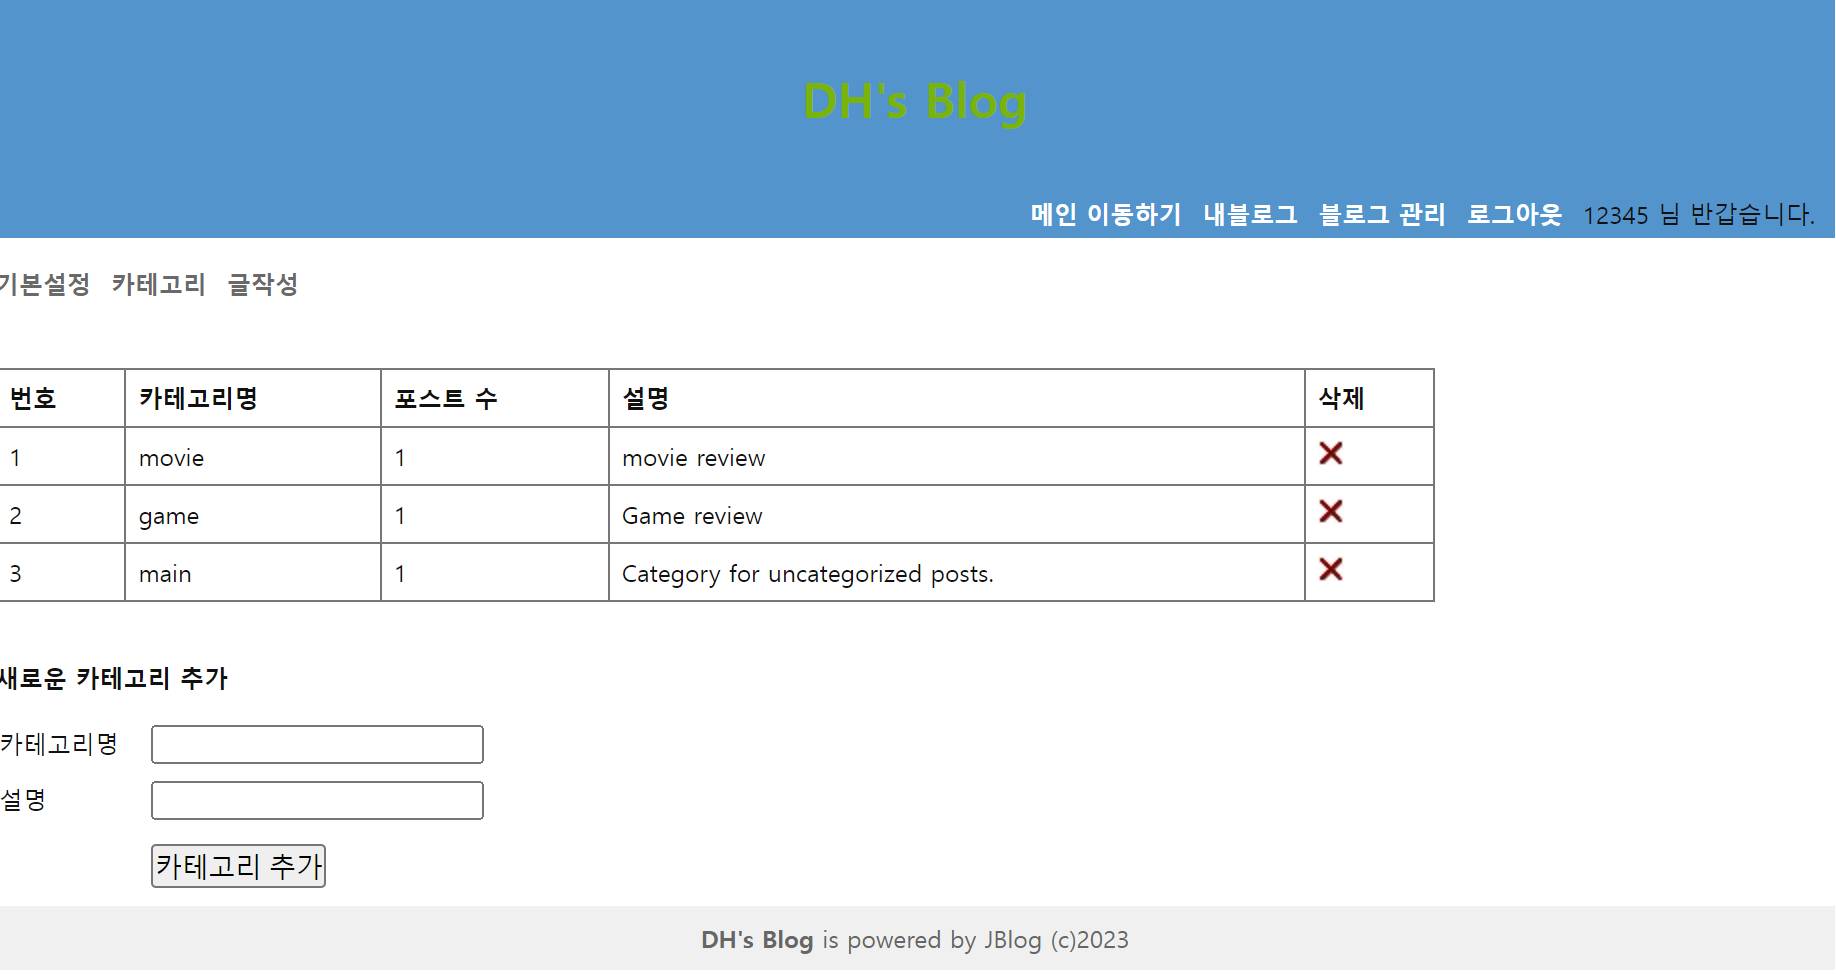 DH's Blog
메인 이동하기 내블로그 블로그 관리 로그아웃 12345 님 반갑습니다.
기본설정 카테고리 글작성
번호 카테고리명 포스트 수 설명 삭제
1 movie 1 movie review
2 game 1 Game review
3 main 1 Category for uncategorized posts.
새로운 카테고리 추가
카테고리명
설명
카테고리 추가
DH's Blog is powered by JBlog (c)2023